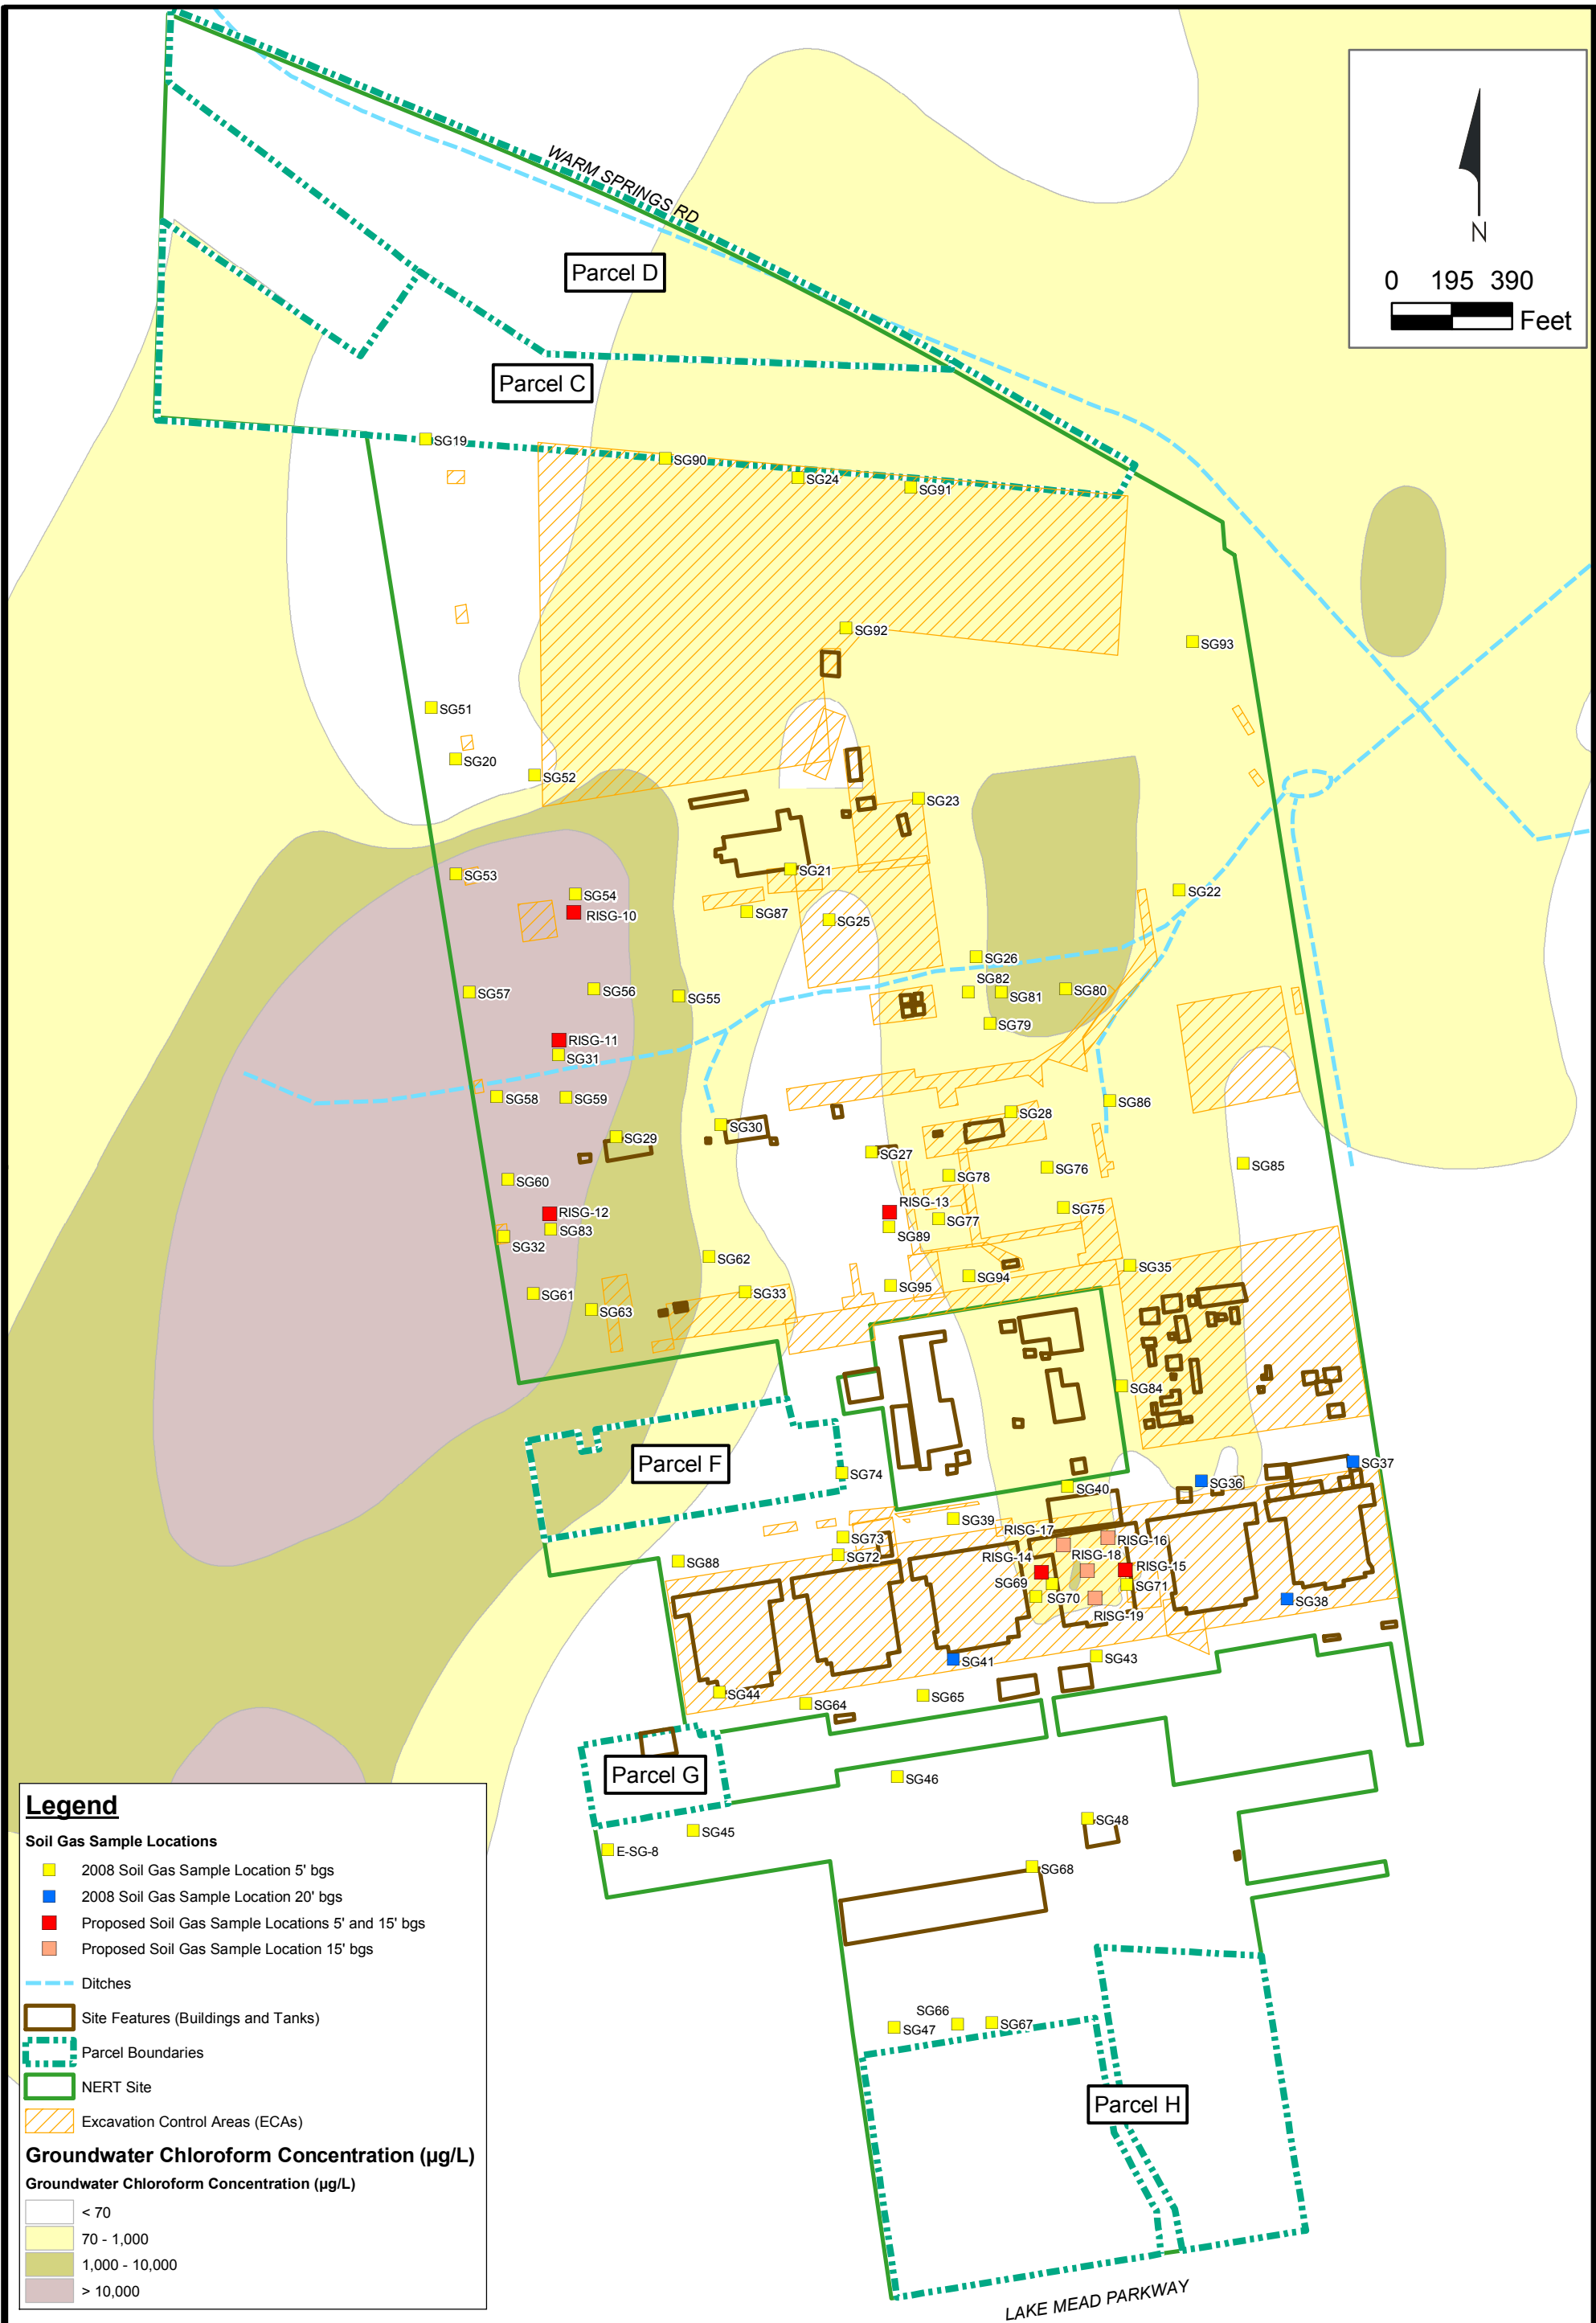 WARM SPRINGS RD
N
0 195 390
Feet
Parcel D
Parcel C
SG19
SG90
SG24
SG91
SG92
SG93
SG51
SG20
SG52
SG23
SG21
SG53
SG54
RISG-10
SG87
SG25
SG22
SG26
SG57
SG56
SG55
SG82
SG81
SG80
SG79
RISG-11
SG31
SG58
SG59
SG86
SG28
SG30
SG29
SG27
SG85
SG76
SG78
SG60
RISG-13
SG75
RISG-12
SG77
SG83
SG89
SG32
SG62
SG35
SG94
SG95
SG61
SG33
SG63
SG84
Parcel F
SG74
SG37
SG36
SG40
SG39
RISG-17
SG73
RISG-16
SG72
RISG-18
RISG-14
SG88
RISG-15
SG69
SG71
SG70
SG38
RISG-19
SG41
SG43
SG44
SG65
SG64
Parcel G
SG46
SG48
SG45
E-SG-8
SG68
SG66
SG67
SG47
Parcel H
LAKE MEAD PARKWAY
Legend
Soil Gas Sample Locations
2008 Soil Gas Sample Location 5' bgs
2008 Soil Gas Sample Location 20' bgs
Proposed Soil Gas Sample Locations 5' and 15' bgs
Proposed Soil Gas Sample Location 15' bgs
Ditches
Site Features (Buildings and Tanks)
Parcel Boundaries
NERT Site
Excavation Control Areas (ECAs)
Groundwater Chloroform Concentration (µg/L)
Groundwater Chloroform Concentration (µg/L)
< 70
70 - 1,000
1,000 - 10,000
> 10,000